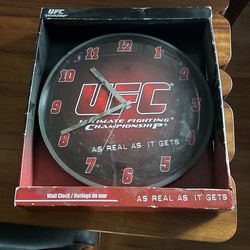 UFC
12
11
1
10
2
9
3
8
4
7
5
6
UFC
ULTIMATE FIGHTING
CHAMPIONSHIP®
AS REAL AS IT GETS
Wall Clock / Horloge de mur
AS REAL AS IT GETS